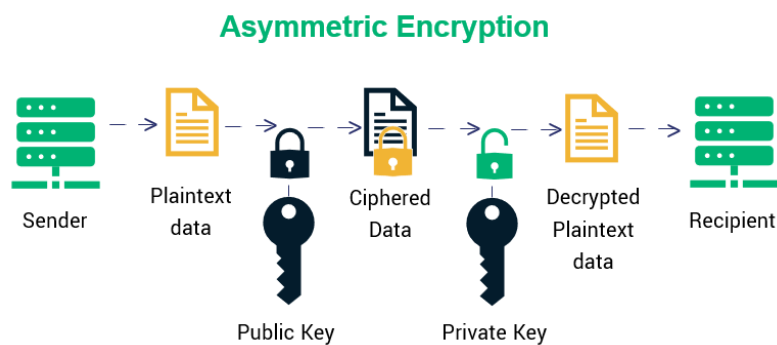 Asymmetric Encryption
Sender
Plaintext
data
Public Key
Ciphered
Data
Private Key
Decrypted
Plaintext
data
Recipient